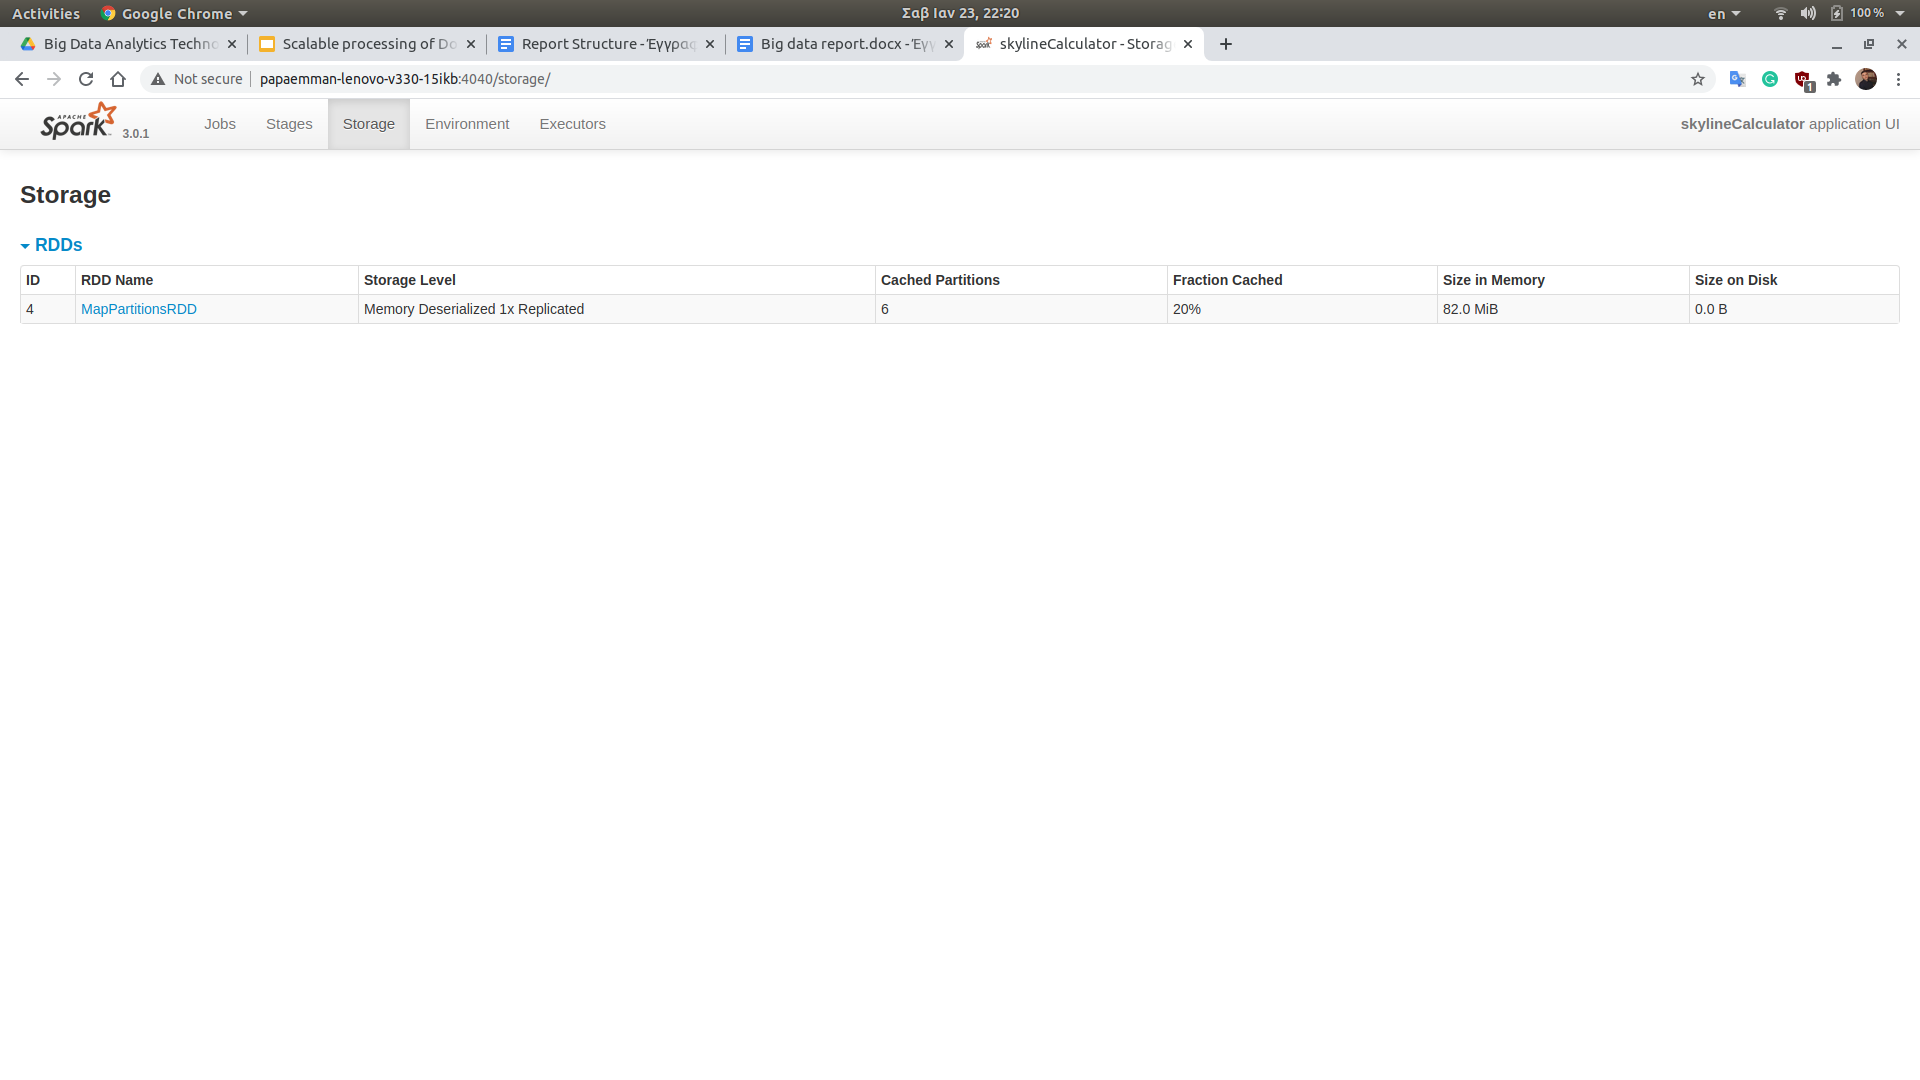 Activities Google Chrome Σαβ Ιαν 23, 22:20 en 100 %
Big Data Analytics Techno Scalable processing of Do Report Structure - Έγγραφ Big data report.docx - Έγγ skylineCalculator - Storag
Not secure papaemman-lenovo-v330-15ikb:4040/storage/ 1
APACHE Spark 3.0.1 Jobs Stages Storage Environment Executors skylineCalculator application UI
Storage
RDDs
ID RDD Name Storage Level Cached Partitions Fraction Cached Size in Memory Size on Disk
4 MapPartitionsRDD Memory Deserialized 1x Replicated 6 20% 82.0 MiB 0.0 B